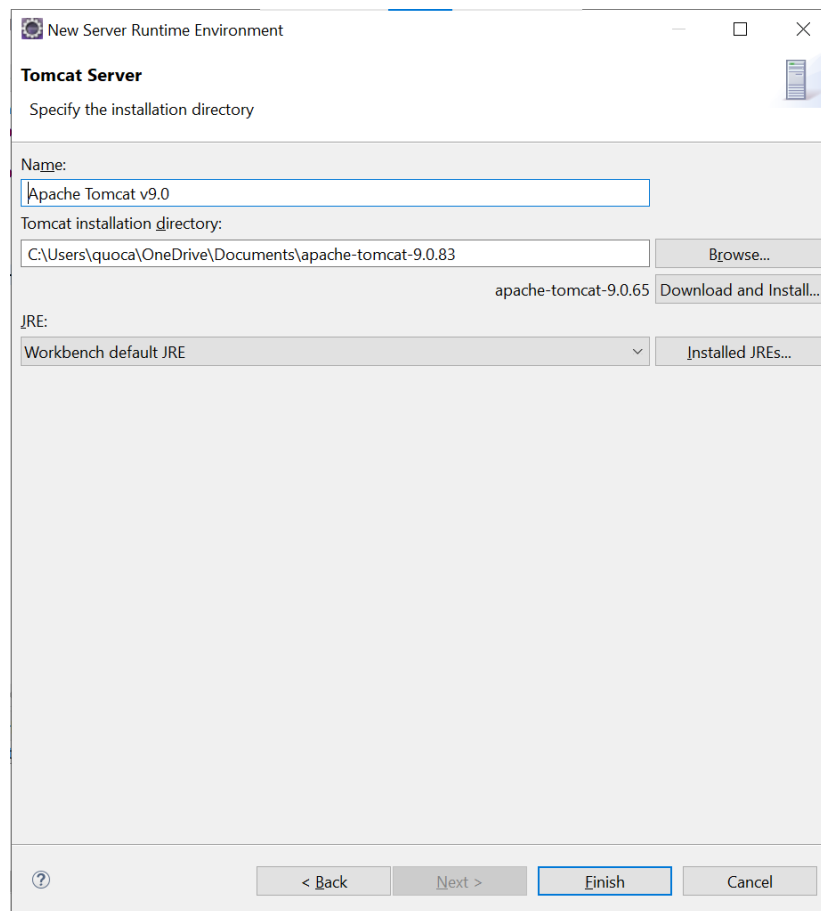 New Server Runtime Environment
Tomcat Server
Specify the installation directory
Name:
Apache Tomcat v9.0
Tomcat installation directory:
C:\Users\quoca\OneDrive\Documents\apache-tomcat-9.0.83
Browse...
apache-tomcat-9.0.65 Download and Install...
JRE:
Workbench default JRE
Installed JREs...
?
< Back
Next >
Finish
Cancel